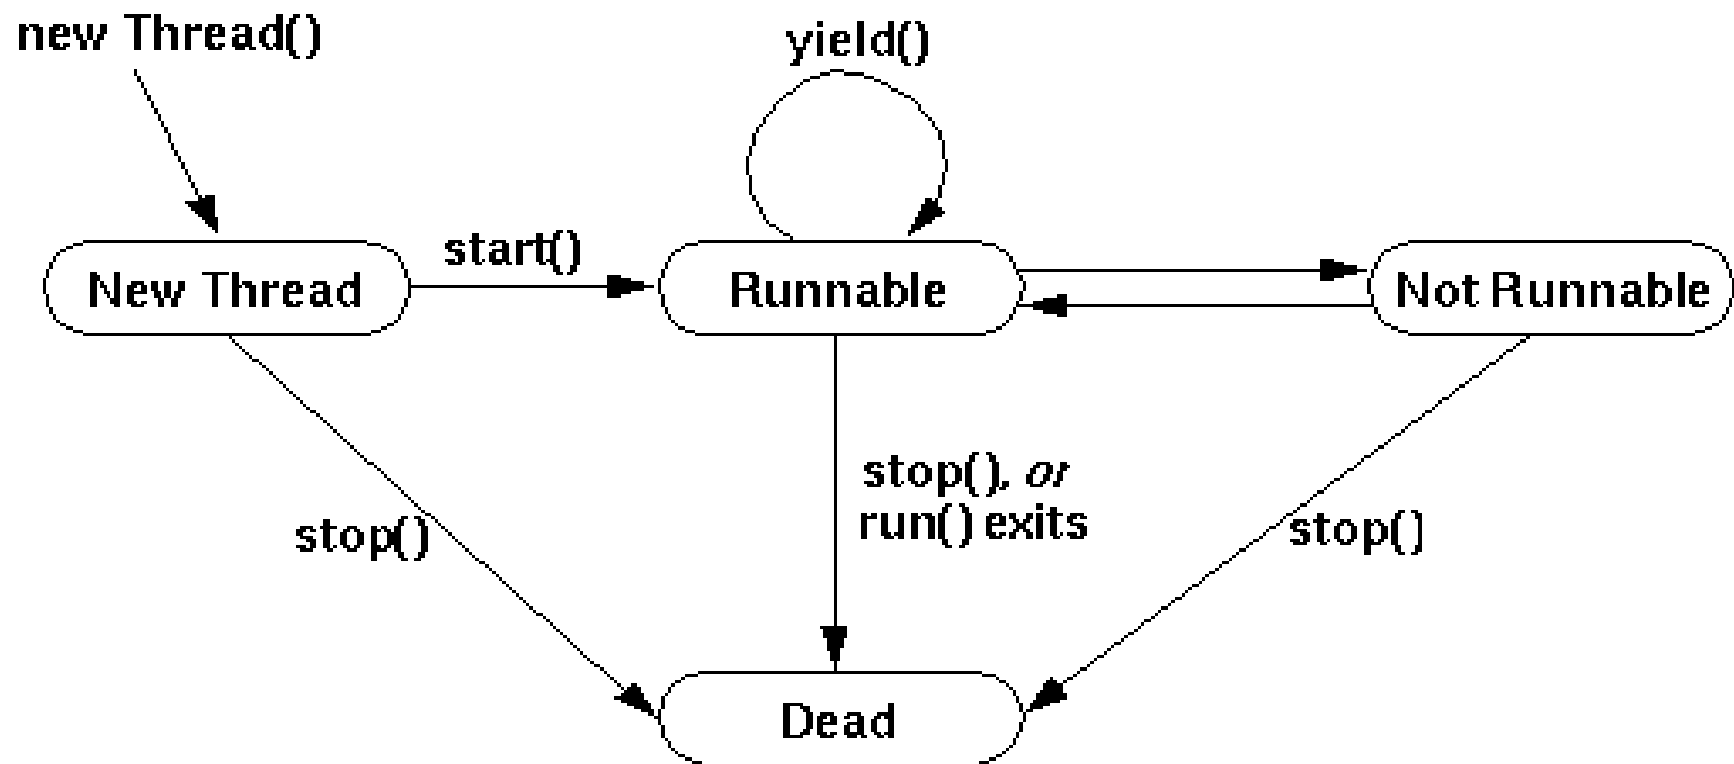 new Thread()
yield()
start()
New Thread
Runnable
Not Runnable
stop(), or
run() exits
stop()
stop()
Dead